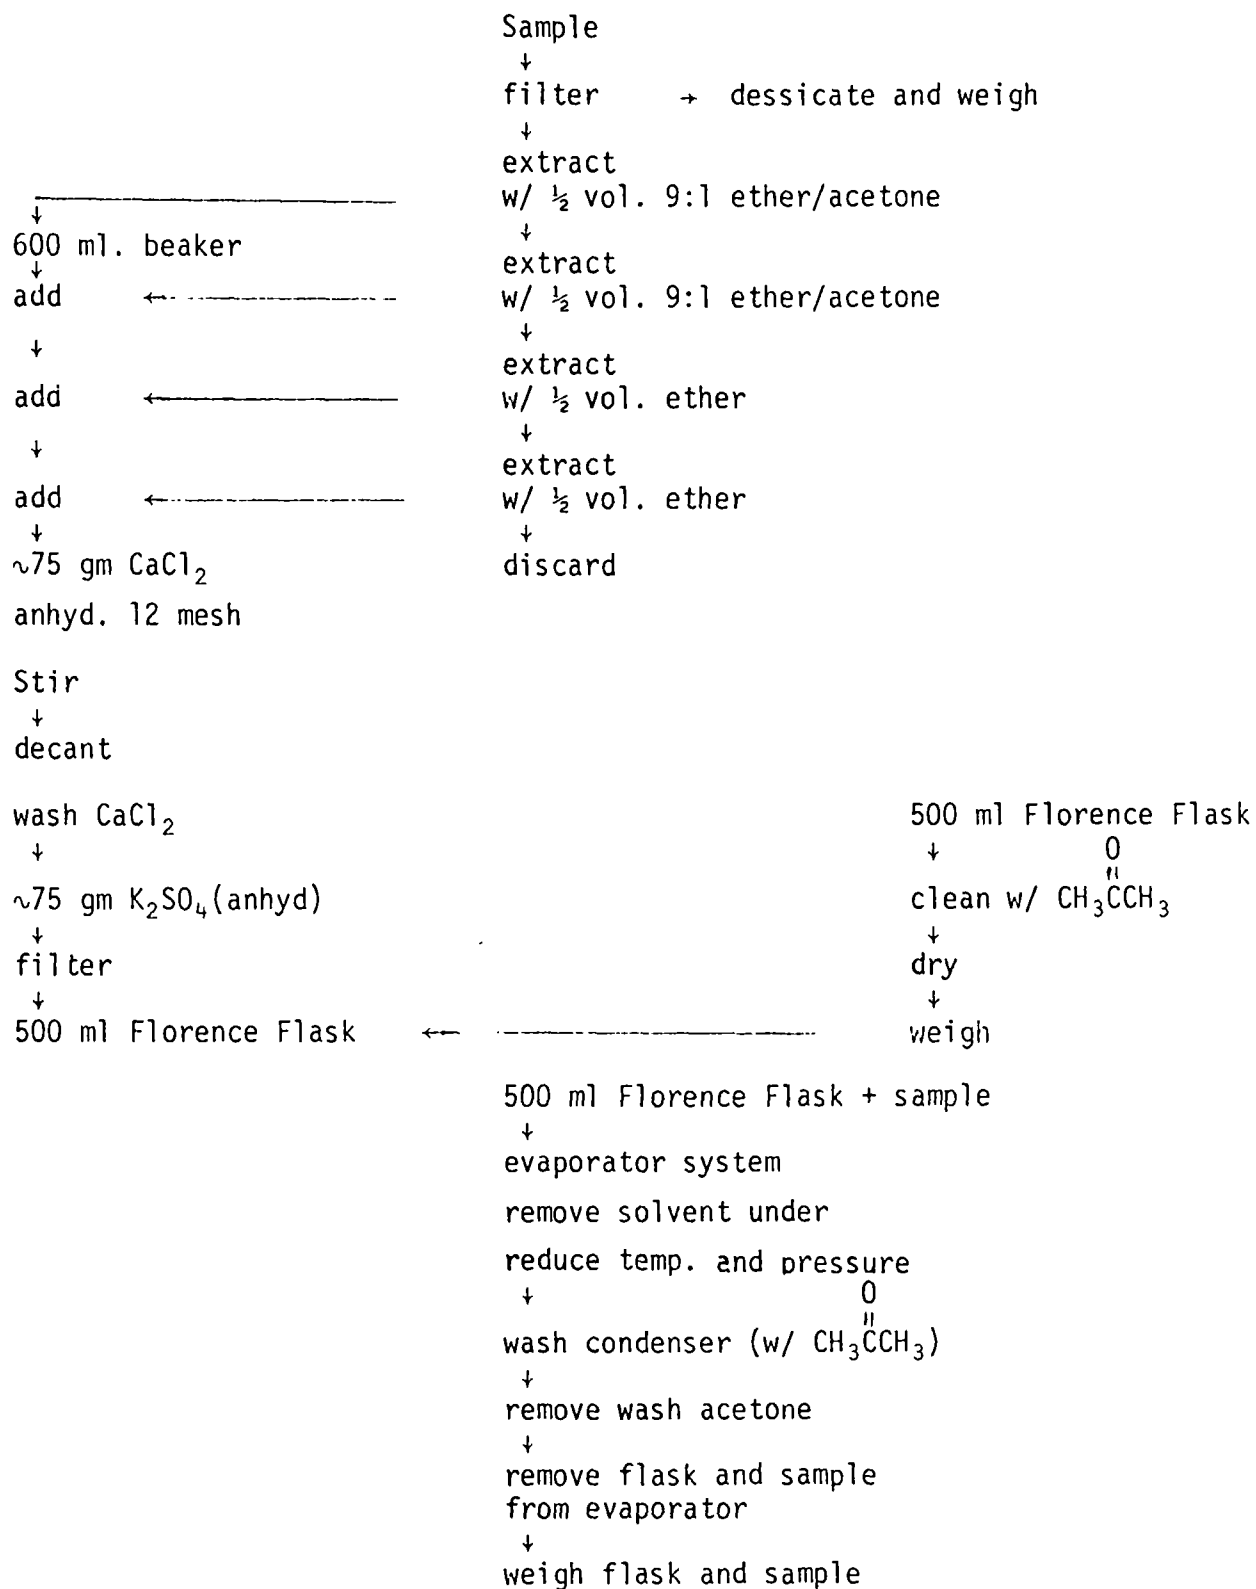 Sample
↓
filter → dessicate and weigh
↓
extract
w/ ½ vol. 9:1 ether/acetone
↓
600 ml. beaker
↓
extract
add ← w/ ½ vol. 9:1 ether/acetone
↓
extract
add ← w/ ½ vol. ether
↓
extract
add ← w/ ½ vol. ether
↓
~75 gm CaCl₂ discard
anhyd. 12 mesh
Stir
↓
decant
wash CaCl₂ 500 ml Florence Flask
↓ O
~75 gm K₂SO₄(anhyd) clean w/ CH₃CCH₃
↓
filter dry
↓
500 ml Florence Flask ← weigh
500 ml Florence Flask + sample
↓
evaporator system
remove solvent under
reduce temp. and pressure
↓ O
wash condenser (w/ CH₃CCH₃)
↓
remove wash acetone
↓
remove flask and sample
from evaporator
↓
weigh flask and sample